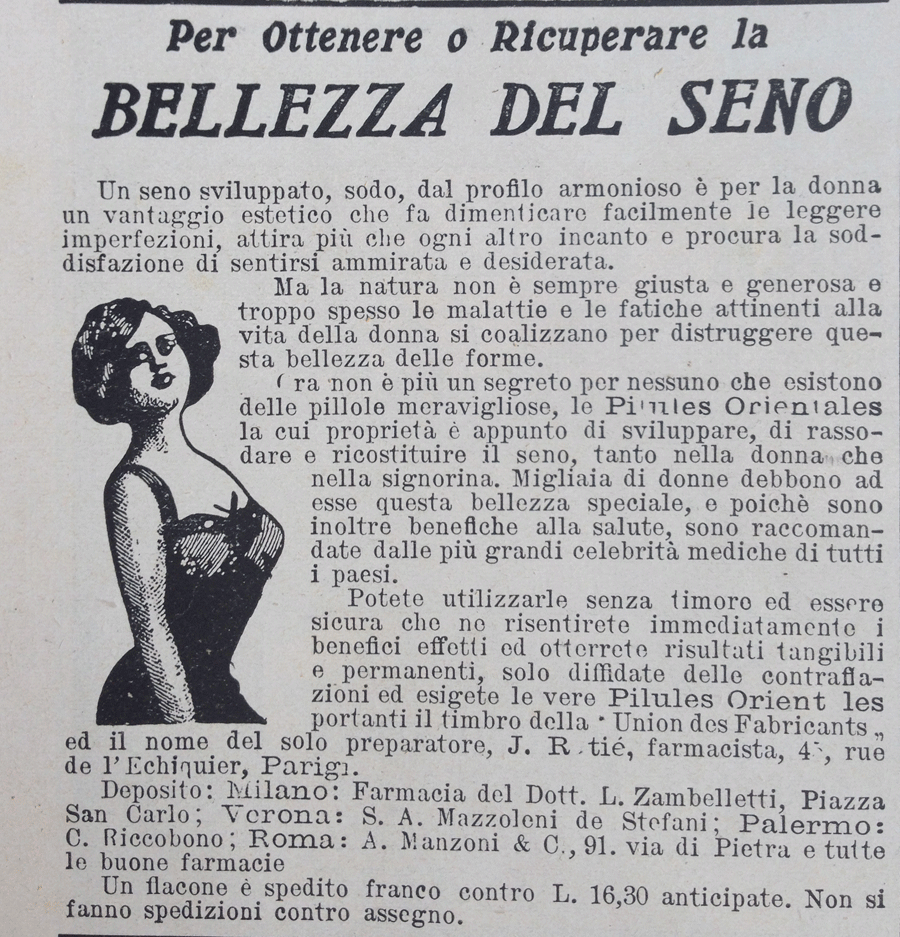 Per Ottenere o Ricuperare la
BELLEZZA DEL SENO
Un seno sviluppato, sodo, dal profilo armonioso è per la donna
un vantaggio estetico che fa dimenticare facilmente le leggere
imperfezioni, attira più che ogni altro incanto e procura la sod-
disfazione di sentirsi ammirata e desiderata.
Ma la natura non è sempre giusta e generosa e
troppo spesso le malattie e le fatiche attinenti alla
vita della donna si coalizzano per distruggere que-
sta bellezza delle forme.
ra non è più un segreto per nessuno che esistono
delle pillole meravigliose, le Pilules Orientales
la cui proprietà è appunto di sviluppare, di rasso-
dare e ricostituire il seno, tanto nella donna che
nella signorina. Migliaia di donne debbono ad
esse questa bellezza speciale, e poichè sono
inoltre benefiche alla salute, sono raccoman-
date dalle più grandi celebrità mediche di tutti
i paesi.
Potete utilizzarle senza timore ed essere
sicura che ne risentirete immediatamente i
benefici effetti ed otterrete risultati tangibili
e permanenti, solo diffidate delle contraffa-
zioni ed esigete le vere Pilules Orient les
portanti il timbro della " Union des Fabricants „
ed il nome del solo preparatore, J. R tié, farmacista, rue
de l'Echiquier, Parigi.
Deposito: Milano: Farmacia del Dott. L. Zambelletti, Piazza
San Carlo; Verona: S. A. Mazzoleni de Stefani; Palermo:
C. Riccobono; Roma: A. Manzoni & C., 91. via di Pietra e tutte
le buone farmacie
Un flacone è spedito franco contro L. 16,30 anticipate. Non si
fanno spedizioni contro assegno.